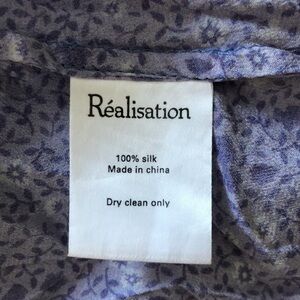 Réalisation
100% silk
Made in china
Dry clean only